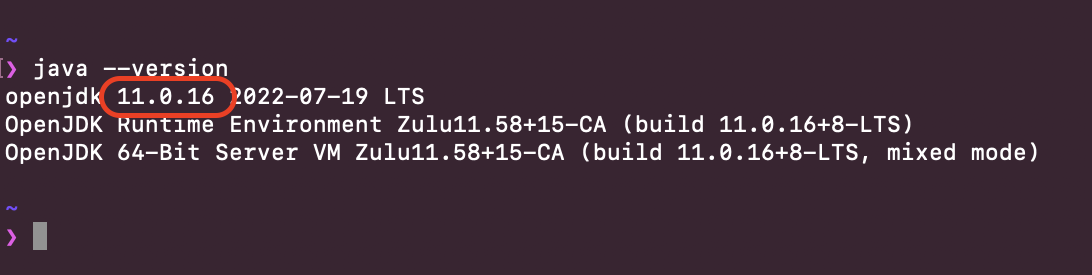 ~
❯ java --version
openjdk 11.0.16 2022-07-19 LTS
OpenJDK Runtime Environment Zulu11.58+15-CA (build 11.0.16+8-LTS)
OpenJDK 64-Bit Server VM Zulu11.58+15-CA (build 11.0.16+8-LTS, mixed mode)
~
❯